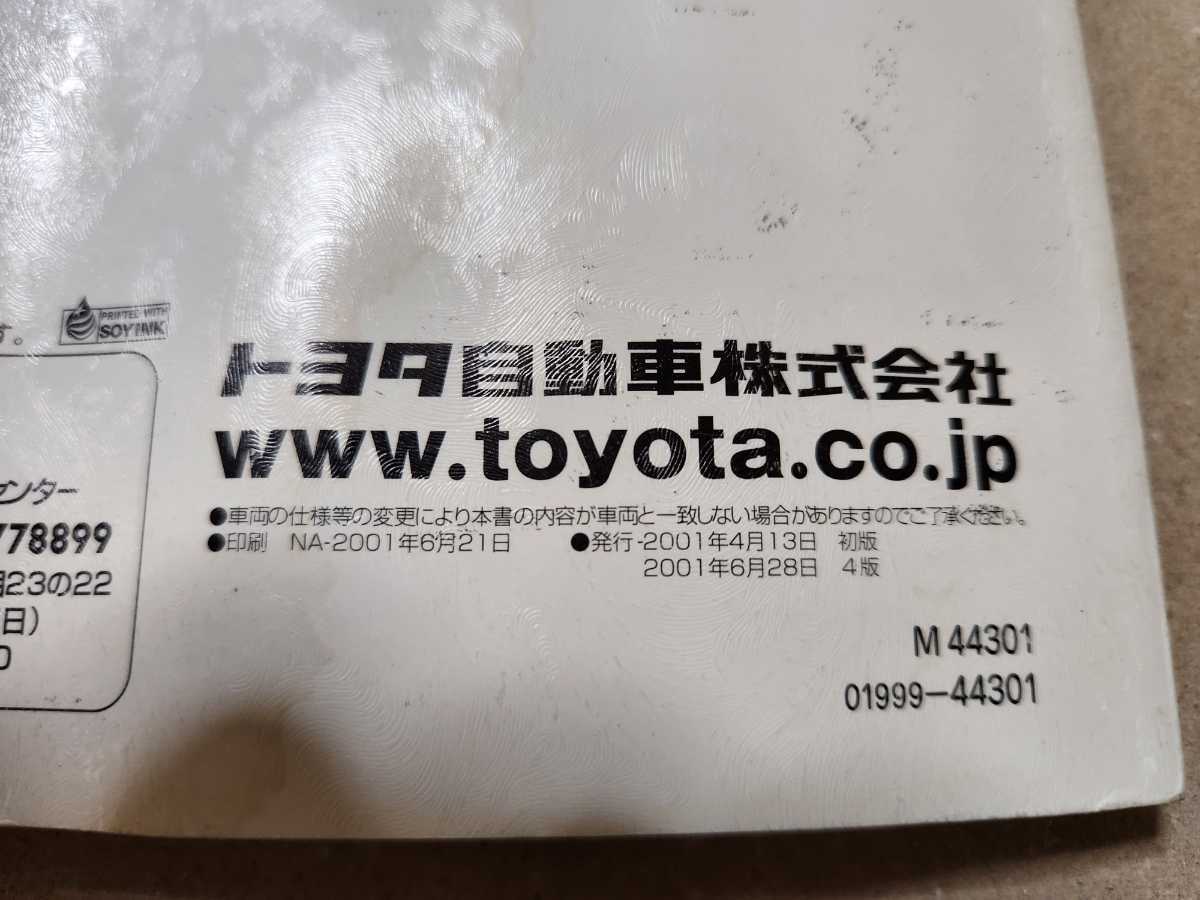 す。
PRINTED WITH
SOY INK
トヨタ自動車株式会社
www.toyota.co.jp
センター
778899
23の22
日)
0
●車両の仕様等の変更により本書の内容が車両と一致しない場合がありますのでご了承ください。
●印刷 NA-2001年6月21日 ●発行-2001年4月13日 初版
2001年6月28日 4版
M 44301
01999-44301